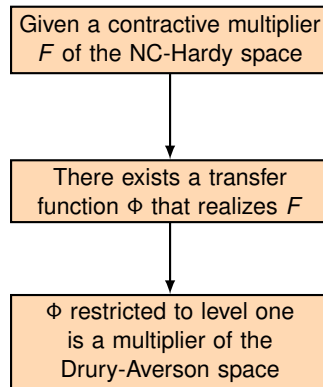 Given a contractive multiplier
F of the NC-Hardy space
There exists a transfer
function Φ that realizes F
Φ restricted to level one
is a multiplier of the
Drury-Averson space